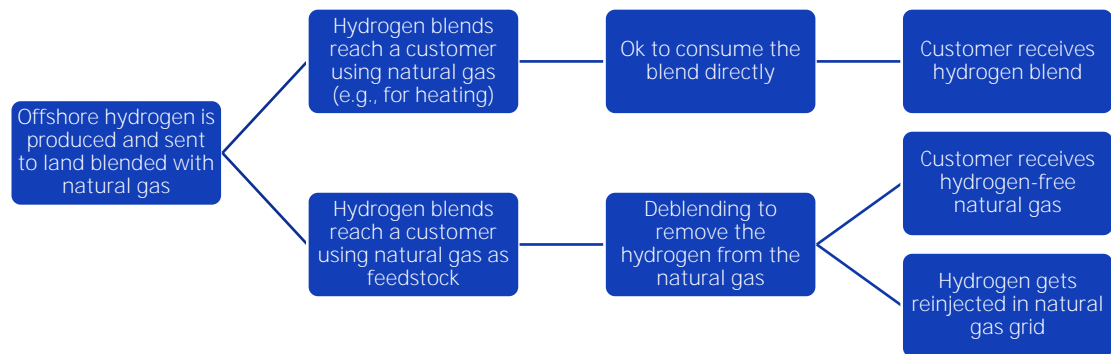 Offshore hydrogen is
produced and sent
to land blended with
natural gas
Hydrogen blends
reach a customer
using natural gas
(e.g., for heating)
Ok to consume the
blend directly
Customer receives
hydrogen blend
Hydrogen blends
reach a customer
using natural gas as
feedstock
Deblending to
remove the
hydrogen from the
natural gas
Customer receives
hydrogen-free
natural gas
Hydrogen gets
reinjected in natural
gas grid